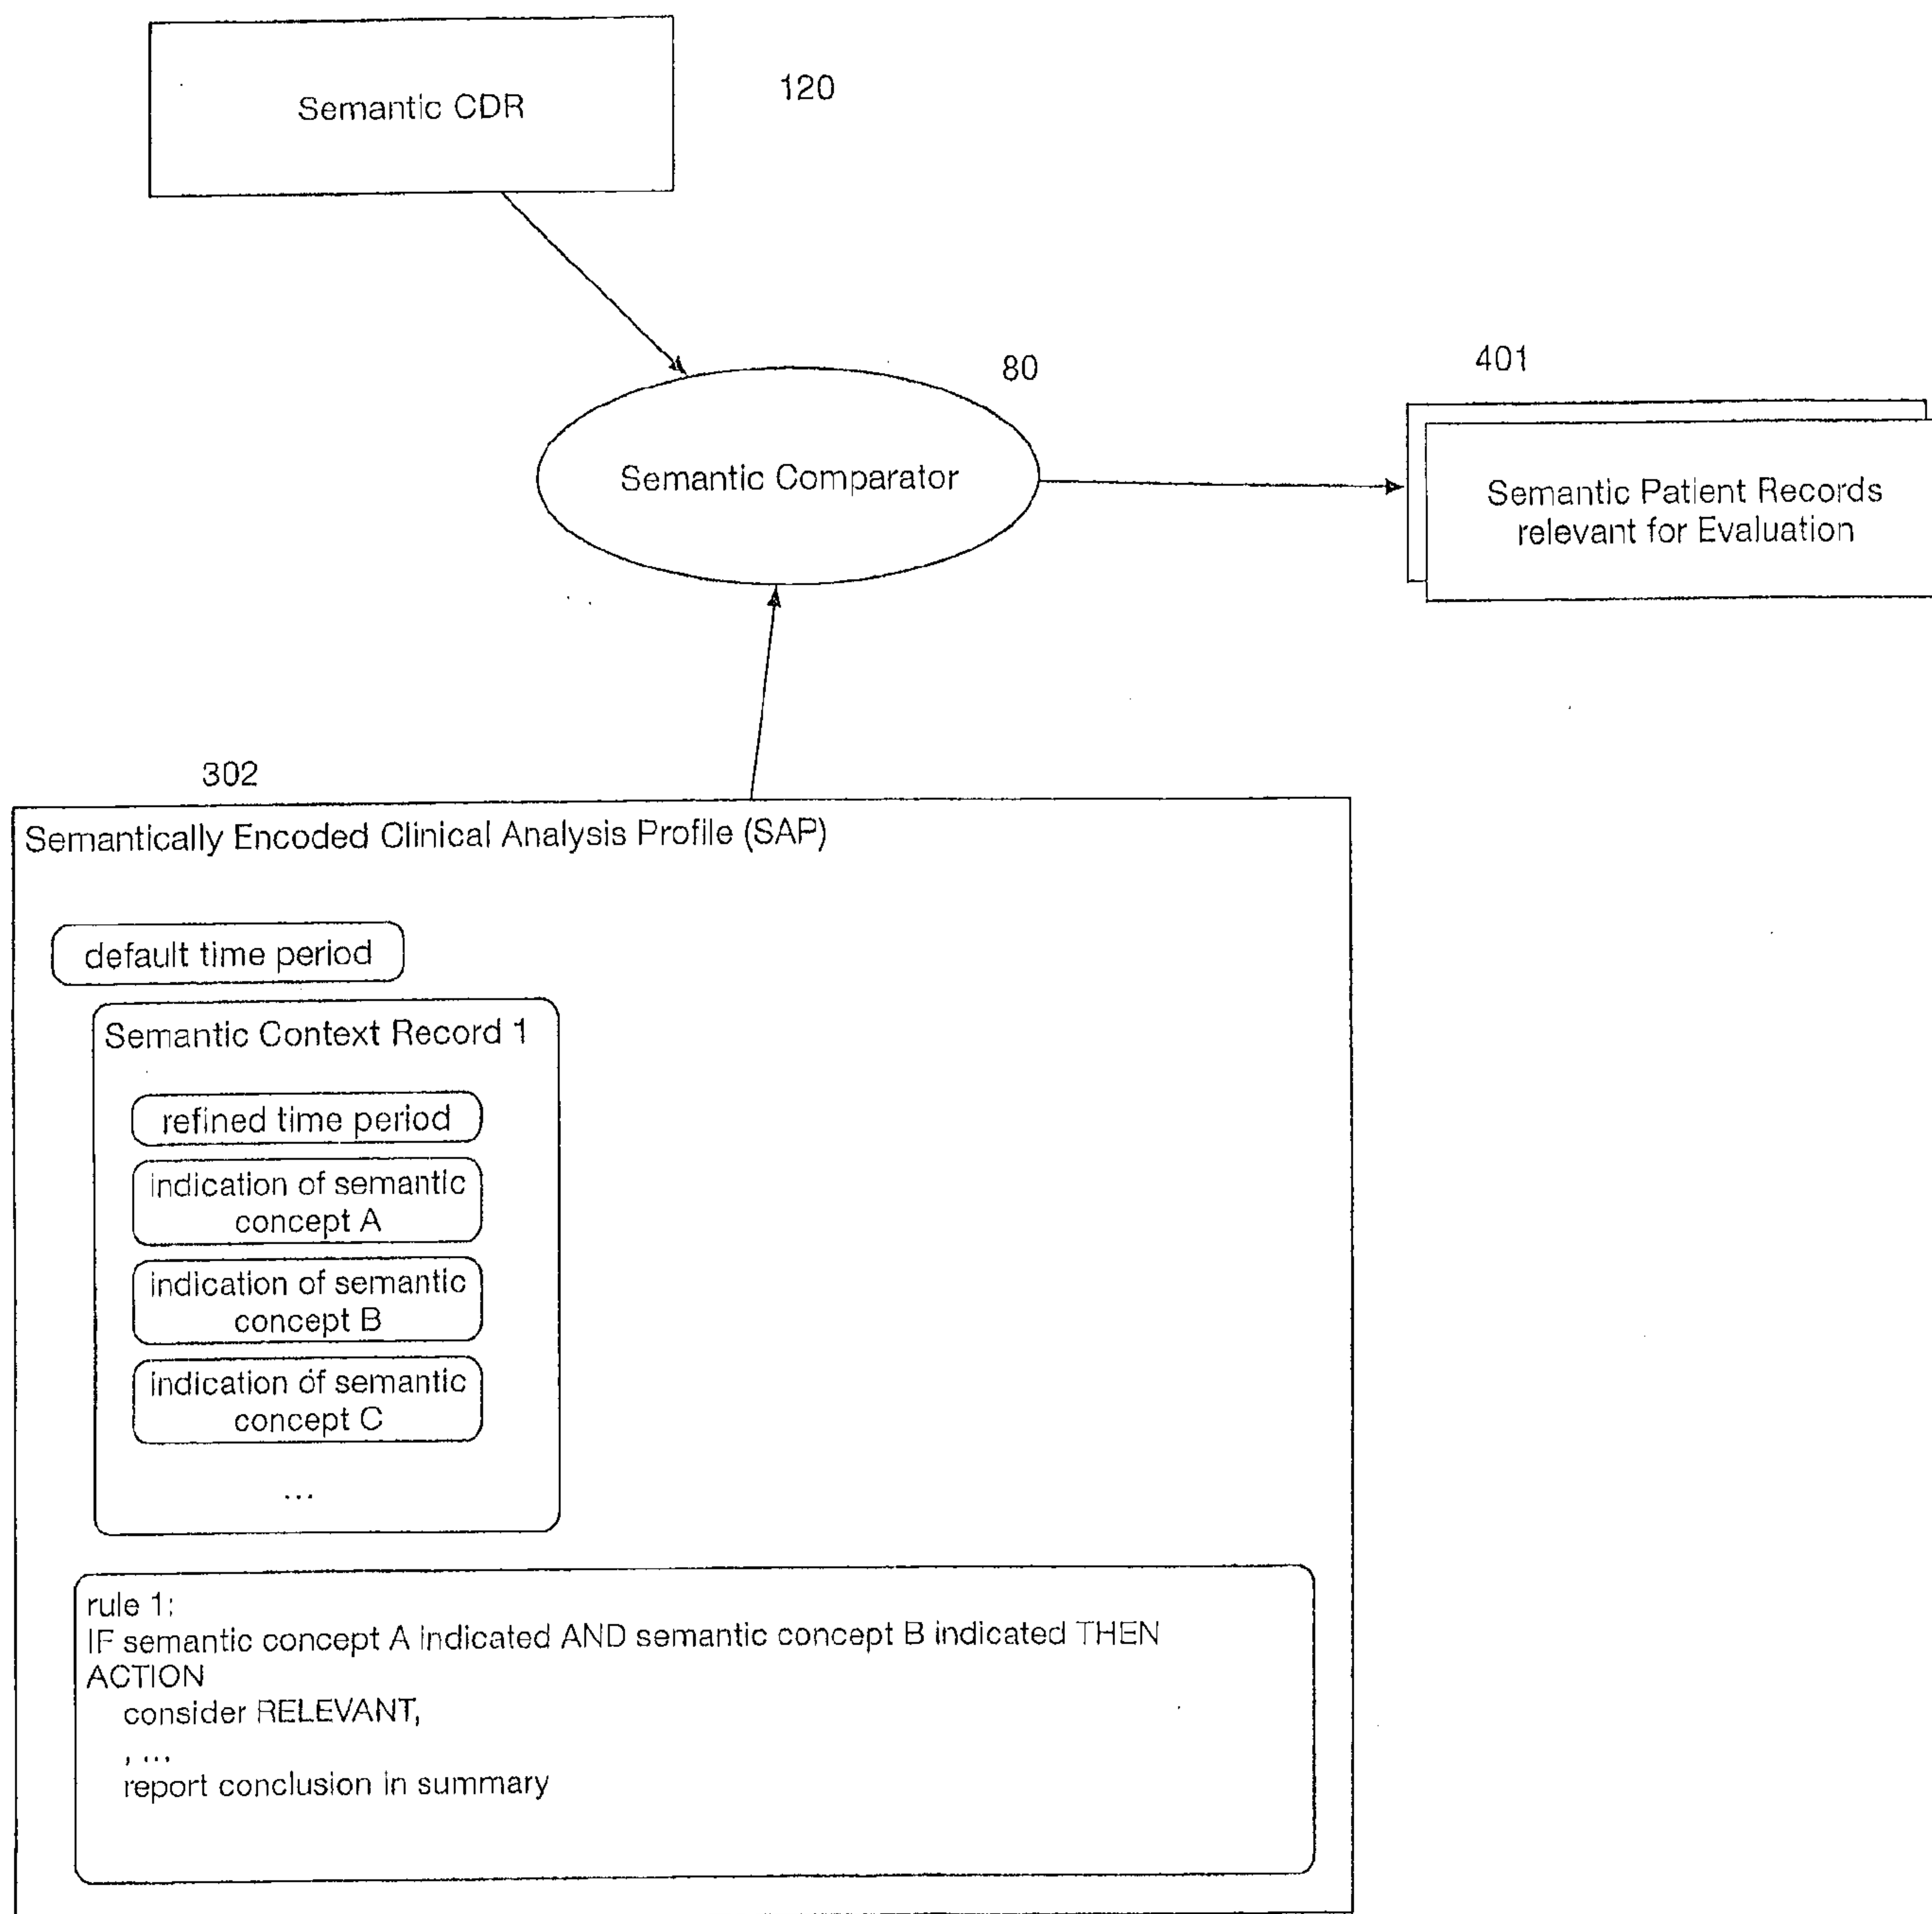 Semantic CDR
120
80
Semantic Comparator
401
Semantic Patient Records
relevant for Evaluation
302
Semantically Encoded Clinical Analysis Profile (SAP)
default time period
Semantic Context Record 1
refined time period
indication of semantic
concept A
indication of semantic
concept B
indication of semantic
concept C
...
rule 1:
IF semantic concept A indicated AND semantic concept B indicated THEN
ACTION
consider RELEVANT,
, ...
report conclusion in summary